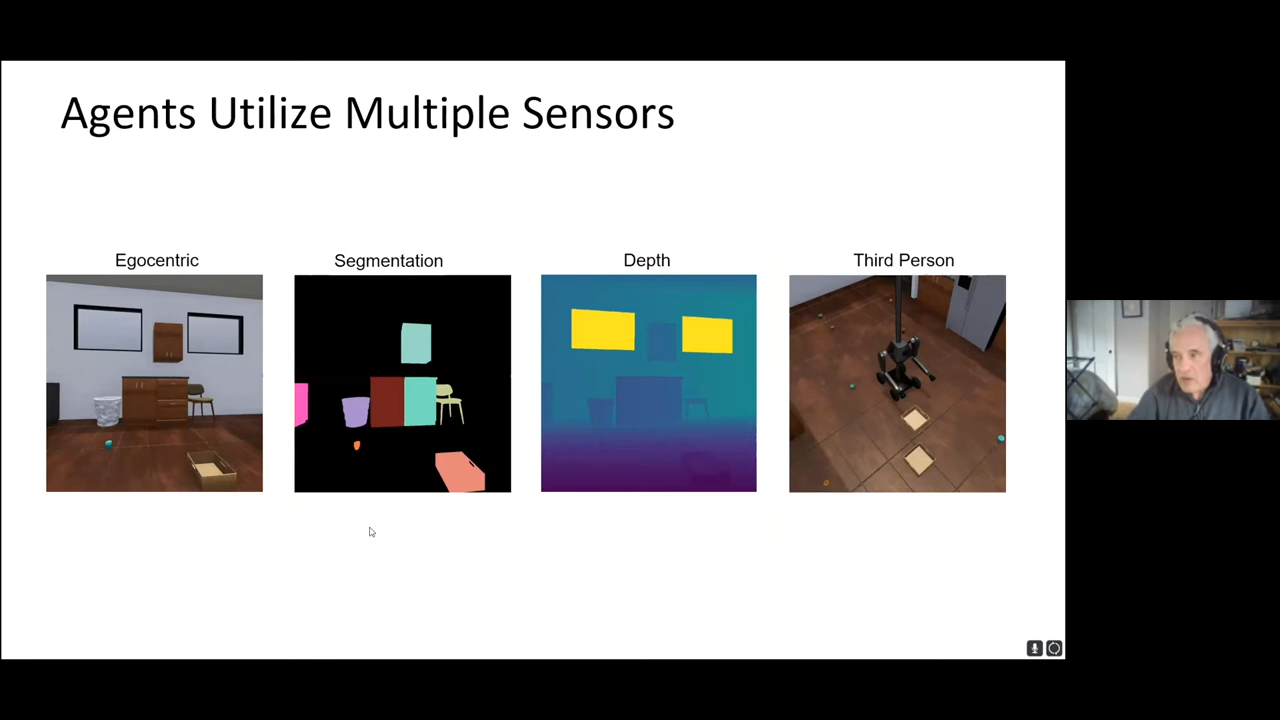 Agents Utilize Multiple Sensors
Egocentric
Segmentation
Depth
Third Person